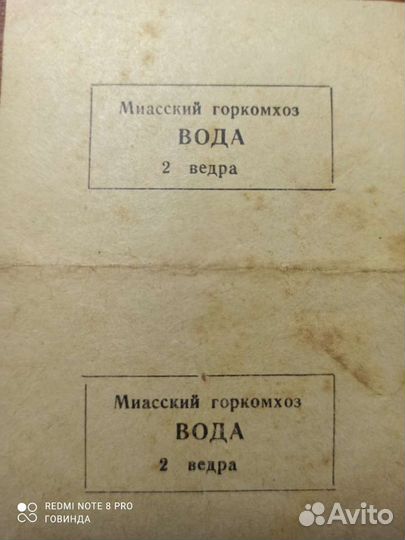 Миасский горкомхоз
ВОДА
2 ведра
Миасский горкомхоз
ВОДА
2 ведра
REDMI NOTE 8 PRO
ГОВИНДА
Avito